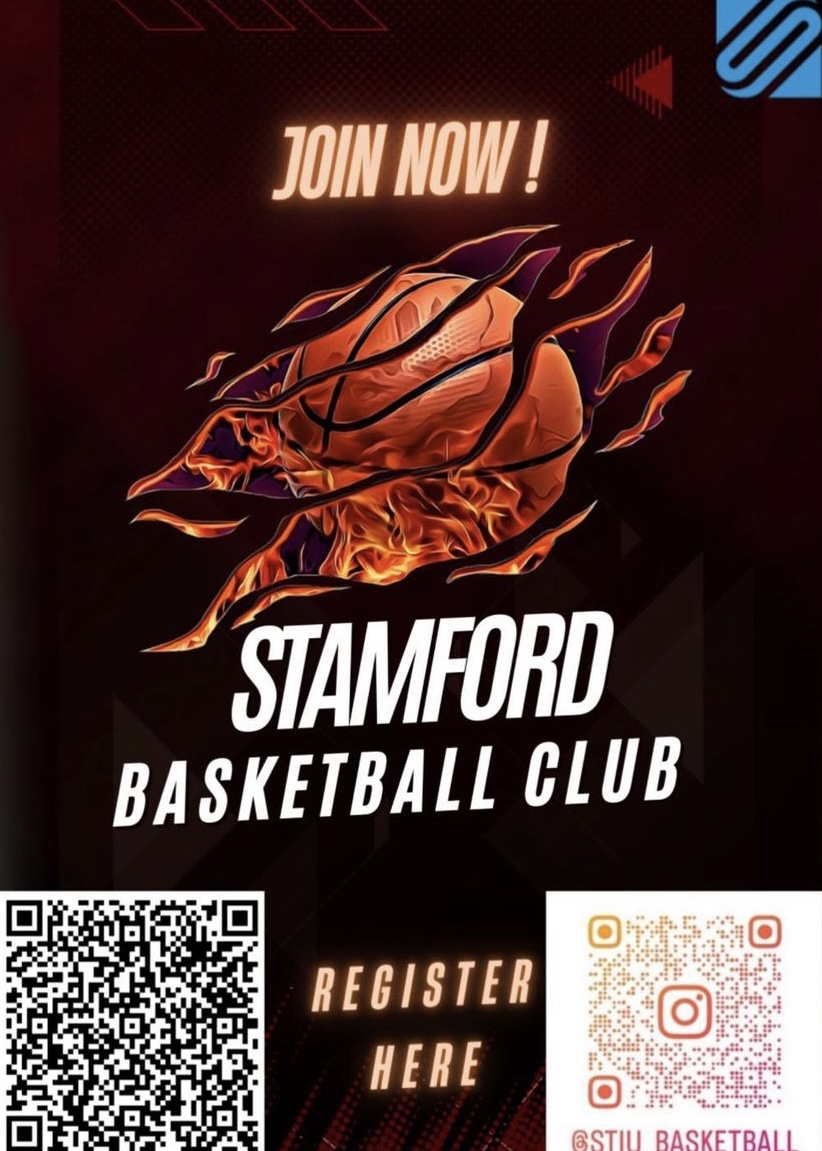 JOIN NOW !
STAMFORD
BASKETBALL CLUB
REGISTER
HERE
@STIU_BASKETBALL